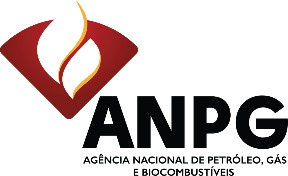 ANPG
AGÊNCIA NACIONAL DE PETRÓLEO, GÁS
E BIOCOMBUSTÍVEIS